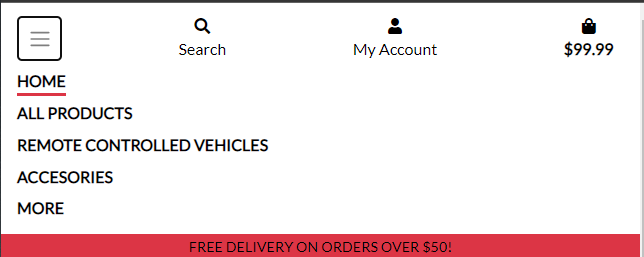 Search
My Account
$99.99
HOME
ALL PRODUCTS
REMOTE CONTROLLED VEHICLES
ACCESORIES
MORE
FREE DELIVERY ON ORDERS OVER $50!